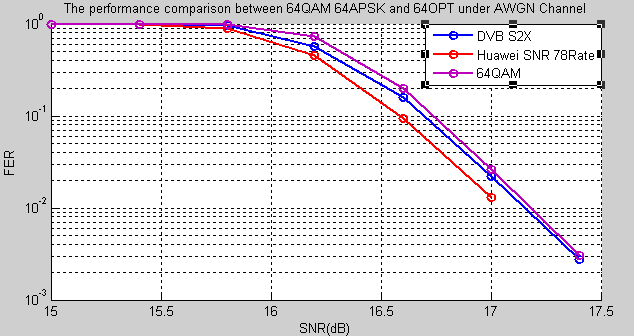 The performance comparison between 64QAM 64APSK and 64OPT under AWGN Channel
10^0
10^-1
10^-2
10^-3
FER
DVB S2X
Huawei SNR 78Rate
64QAM
15
15.5
16
16.5
17
17.5
SNR(dB)